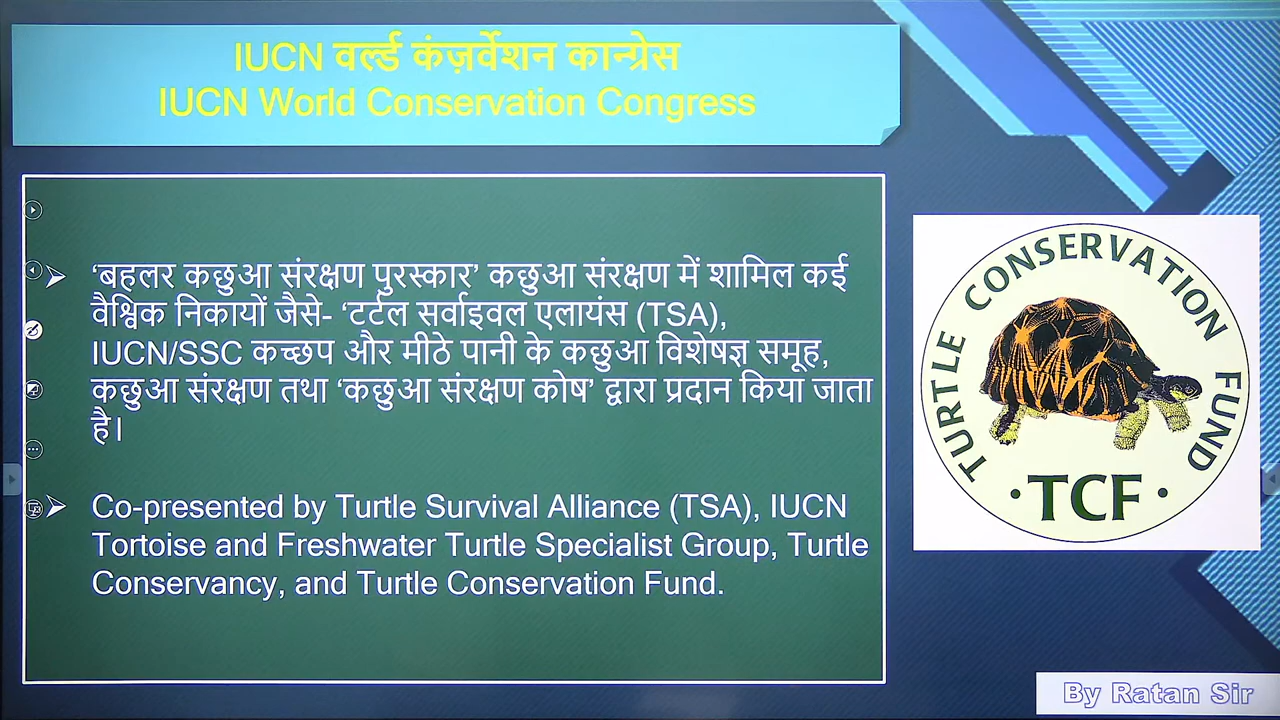 IUCN वर्ल्ड कंज़र्वेशन कान्ग्रेस
IUCN World Conservation Congress
‘बहलर कछुआ संरक्षण पुरस्कार’ कछुआ संरक्षण में शामिल कई
वैश्विक निकायों जैसे- ‘टर्टल सर्वाइवल एलायंस (TSA),
IUCN/SSC कच्छप और मीठे पानी के कछुआ विशेषज्ञ समूह,
कछुआ संरक्षण तथा ‘कछुआ संरक्षण कोष’ द्वारा प्रदान किया जाता
है।
Co-presented by Turtle Survival Alliance (TSA), IUCN
Tortoise and Freshwater Turtle Specialist Group, Turtle
Conservancy, and Turtle Conservation Fund.
TURTLE CONSERVATION FUND
·TCF·
By Ratan Sir